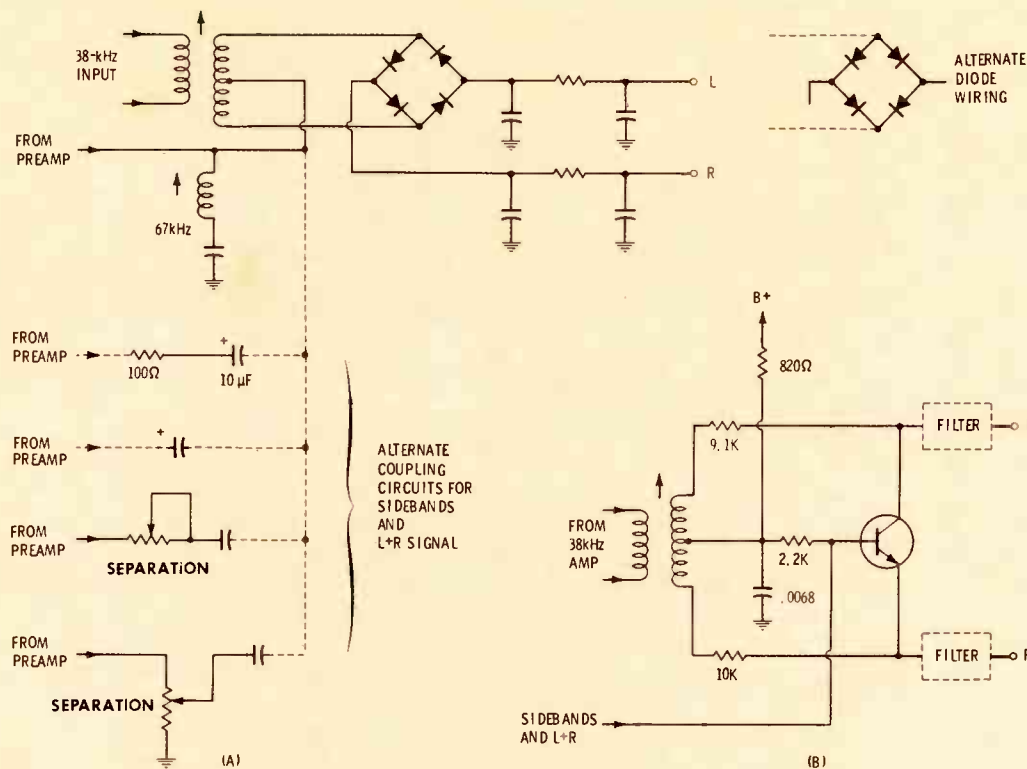 38-kHz
INPUT
FROM
PREAMP
67kHz
L
R
ALTERNATE
DIODE
WIRING
FROM
PREAMP
+
100Ω
10 µF
FROM
PREAMP
+
FROM
PREAMP
SEPARATION
FROM
PREAMP
SEPARATION
ALTERNATE
COUPLING
CIRCUITS FOR
SIDEBANDS
AND
L+R SIGNAL
(A)
B+
820Ω
9.1K
FILTER
FROM
38kHz
AMP
2.2K
.0068
10K
FILTER
SIDEBANDS
AND L+R
(B)